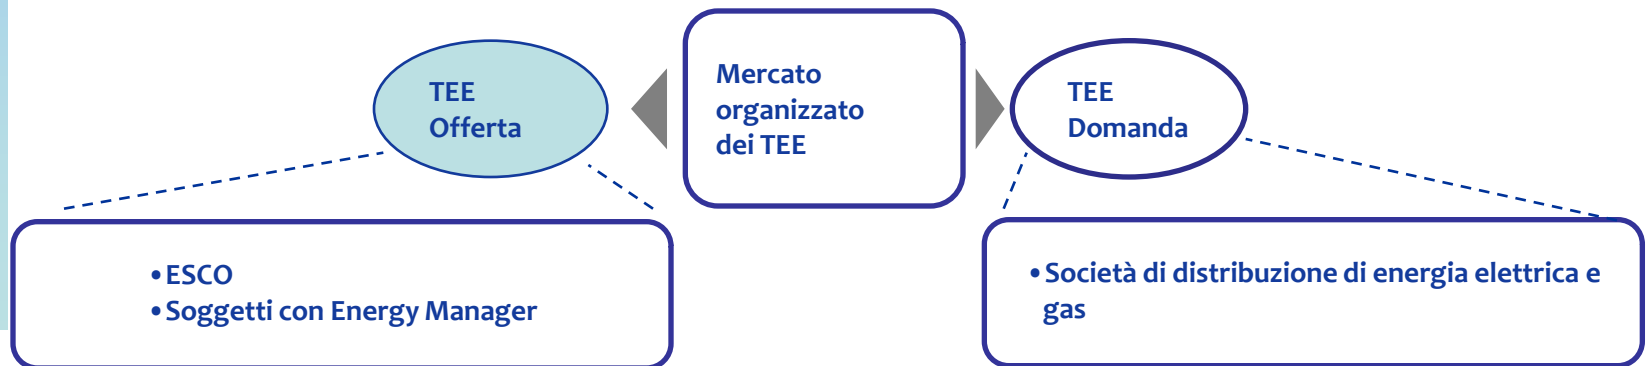 TEE
Offerta
Mercato
organizzato
dei TEE
TEE
Domanda
•ESCO
•Soggetti con Energy Manager
•Società di distribuzione di energia elettrica e
gas